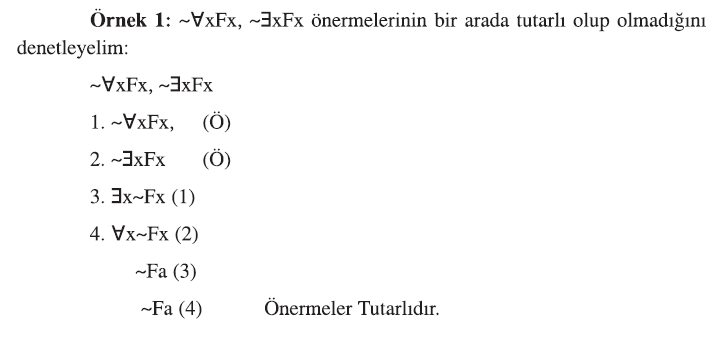 Örnek 1: ~∀xFx, ~∃xFx önermelerinin bir arada tutarlı olup olmadığını
denetleyelim:
~∀xFx, ~∃xFx
1. ~∀xFx, (Ö)
2. ~∃xFx (Ö)
3. ∃x~Fx (1)
4. ∀x~Fx (2)
~Fa (3)
~Fa (4) Önermeler Tutarlıdır.